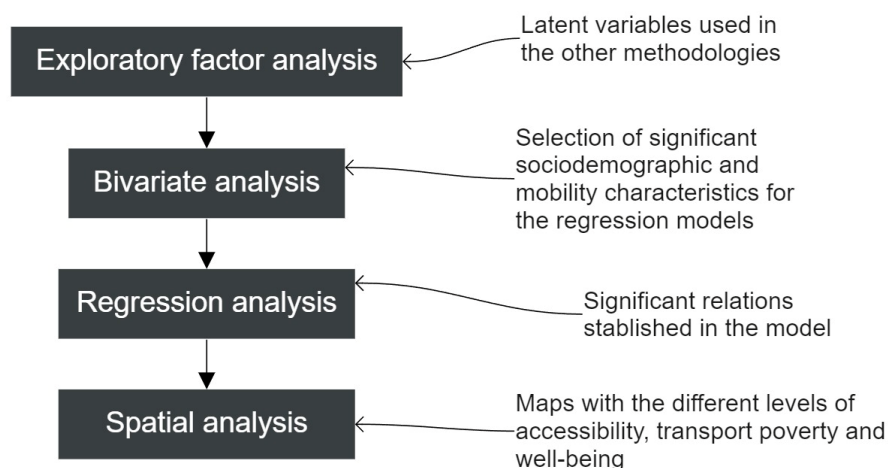 Exploratory factor analysis
Latent variables used in
the other methodologies
Bivariate analysis
Selection of significant
sociodemographic and
mobility characteristics for
the regression models
Regression analysis
Significant relations
stablished in the model
Spatial analysis
Maps with the different levels of
accessibility, transport poverty and
well-being